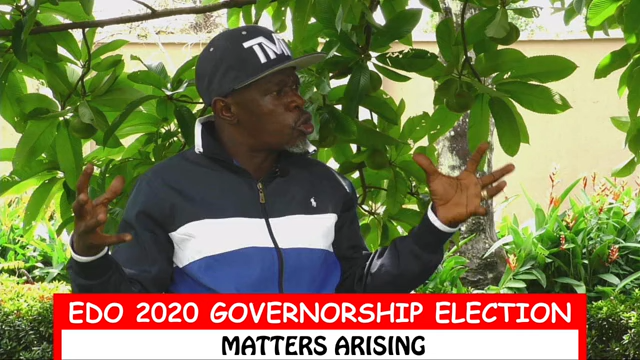 TMT
EDO 2020 GOVERNORSHIP ELECTION
MATTERS ARISING